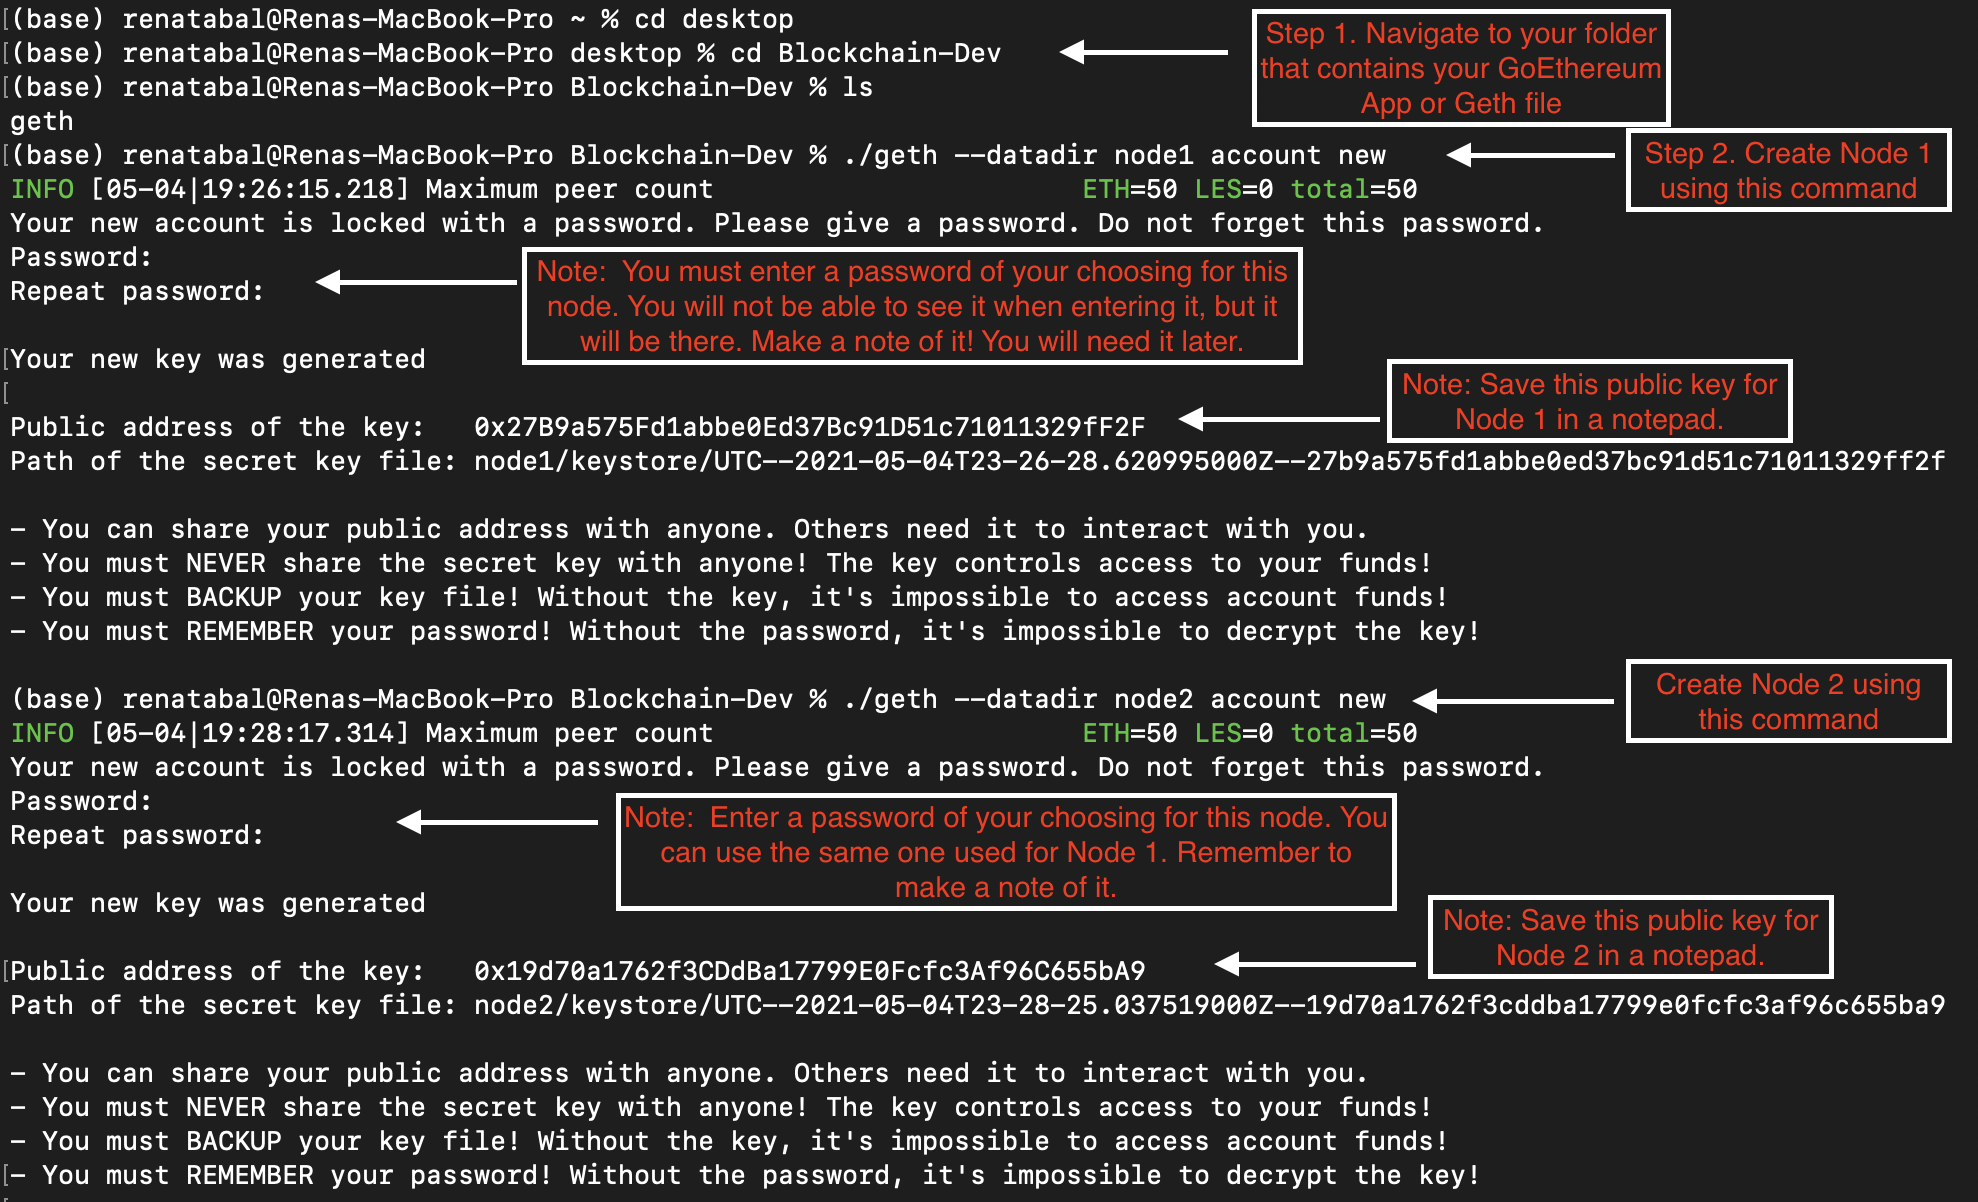 (base) renatabal@Renas-MacBook-Pro ~ % cd desktop
(base) renatabal@Renas-MacBook-Pro desktop % cd Blockchain-Dev
Step 1. Navigate to your folder
that contains your GoEthereum
App or Geth file
(base) renatabal@Renas-MacBook-Pro Blockchain-Dev % ls
geth
(base) renatabal@Renas-MacBook-Pro Blockchain-Dev % ./geth --datadir node1 account new
Step 2. Create Node 1
using this command
INFO [05-04|19:26:15.218] Maximum peer count ETH=50 LES=0 total=50
Your new account is locked with a password. Please give a password. Do not forget this password.
Password:
Repeat password:
Note:  You must enter a password of your choosing for this
node. You will not be able to see it when entering it, but it
will be there. Make a note of it! You will need it later.
Your new key was generated
Note: Save this public key for
Node 1 in a notepad.
Public address of the key:   0x27B9a575Fd1abbe0Ed37Bc91D51c71011329fF2F
Path of the secret key file: node1/keystore/UTC--2021-05-04T23-26-28.620995000Z--27b9a575fd1abbe0ed37bc91d51c71011329ff2f
- You can share your public address with anyone. Others need it to interact with you.
- You must NEVER share the secret key with anyone! The key controls access to your funds!
- You must BACKUP your key file! Without the key, it's impossible to access account funds!
- You must REMEMBER your password! Without the password, it's impossible to decrypt the key!
(base) renatabal@Renas-MacBook-Pro Blockchain-Dev % ./geth --datadir node2 account new
Create Node 2 using
this command
INFO [05-04|19:28:17.314] Maximum peer count ETH=50 LES=0 total=50
Your new account is locked with a password. Please give a password. Do not forget this password.
Password:
Repeat password:
Note:  Enter a password of your choosing for this node. You
can use the same one used for Node 1. Remember to
make a note of it.
Your new key was generated
Note: Save this public key for
Node 2 in a notepad.
Public address of the key:   0x19d70a1762f3CDdBa17799E0Fcfc3Af96C655bA9
Path of the secret key file: node2/keystore/UTC--2021-05-04T23-28-25.037519000Z--19d70a1762f3cddba17799e0fcfc3af96c655ba9
- You can share your public address with anyone. Others need it to interact with you.
- You must NEVER share the secret key with anyone! The key controls access to your funds!
- You must BACKUP your key file! Without the key, it's impossible to access account funds!
- You must REMEMBER your password! Without the password, it's impossible to decrypt the key!